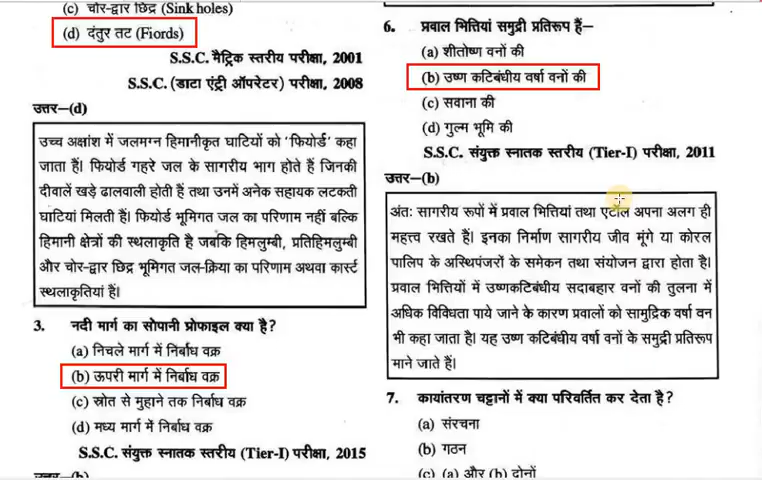 (c) चोर-द्वार छिद्र (Sink holes)
(d) दंतुर तट (Fiords)
S.S.C. मैट्रिक स्तरीय परीक्षा, 2001
S.S.C. (डाटा एंट्री ऑपरेटर) परीक्षा, 2008
उत्तर—(d)
उच्च अक्षांश में जलमग्न हिमानीकृत घाटियों को 'फियोर्ड' कहा
जाता है। फियोर्ड गहरे जल के सागरीय भाग होते हैं जिनकी
दीवालें खड़े ढालवाली होती हैं तथा उनमें अनेक सहायक लटकती
घाटियां मिलती हैं। फियोर्ड भूमिगत जल का परिणाम नहीं बल्कि
हिमानी क्षेत्रों की स्थलाकृति है जबकि हिमलुम्बी, प्रतिहिमलुम्बी
और चोर-द्वार छिद्र भूमिगत जल-क्रिया का परिणाम अथवा कार्स्ट
स्थलाकृतियां हैं।
3. नदी मार्ग का सोपानी प्रोफाइल क्या है?
(a) निचले मार्ग में निर्बाध वक्र
(b) ऊपरी मार्ग में निर्बाध वक्र
(c) स्रोत से मुहाने तक निर्बाध वक्र
(d) मध्य मार्ग में निर्बाध वक्र
S.S.C. संयुक्त स्नातक स्तरीय (Tier-I) परीक्षा, 2015
उत्तर—(b)
6. प्रवाल भित्तियां समुद्री प्रतिरूप हैं—
(a) शीतोष्ण वनों की
(b) उष्ण कटिबंधीय वर्षा वनों की
(c) सवाना की
(d) गुल्म भूमि की
S.S.C. संयुक्त स्नातक स्तरीय (Tier-I) परीक्षा, 2011
उत्तर—(b)
अंतः सागरीय रूपों में प्रवाल भित्तियां तथा एटॉल अपना अलग ही
महत्त्व रखते हैं। इनका निर्माण सागरीय जीव मूंगे या कोरल
पालिप के अस्थिपंजरों के समेकन तथा संयोजन द्वारा होता है।
प्रवाल भित्तियों में उष्णकटिबंधीय सदाबहार वनों की तुलना में
अधिक विविधता पाये जाने के कारण प्रवालों को सामुद्रिक वर्षा वन
भी कहा जाता है। यह उष्ण कटिबंधीय वर्षा वनों के समुद्री प्रतिरूप
माने जाते हैं।
7. कायांतरण चट्टानों में क्या परिवर्तित कर देता है?
(a) संरचना
(b) गठन
(c) (a) और (b) दोनों